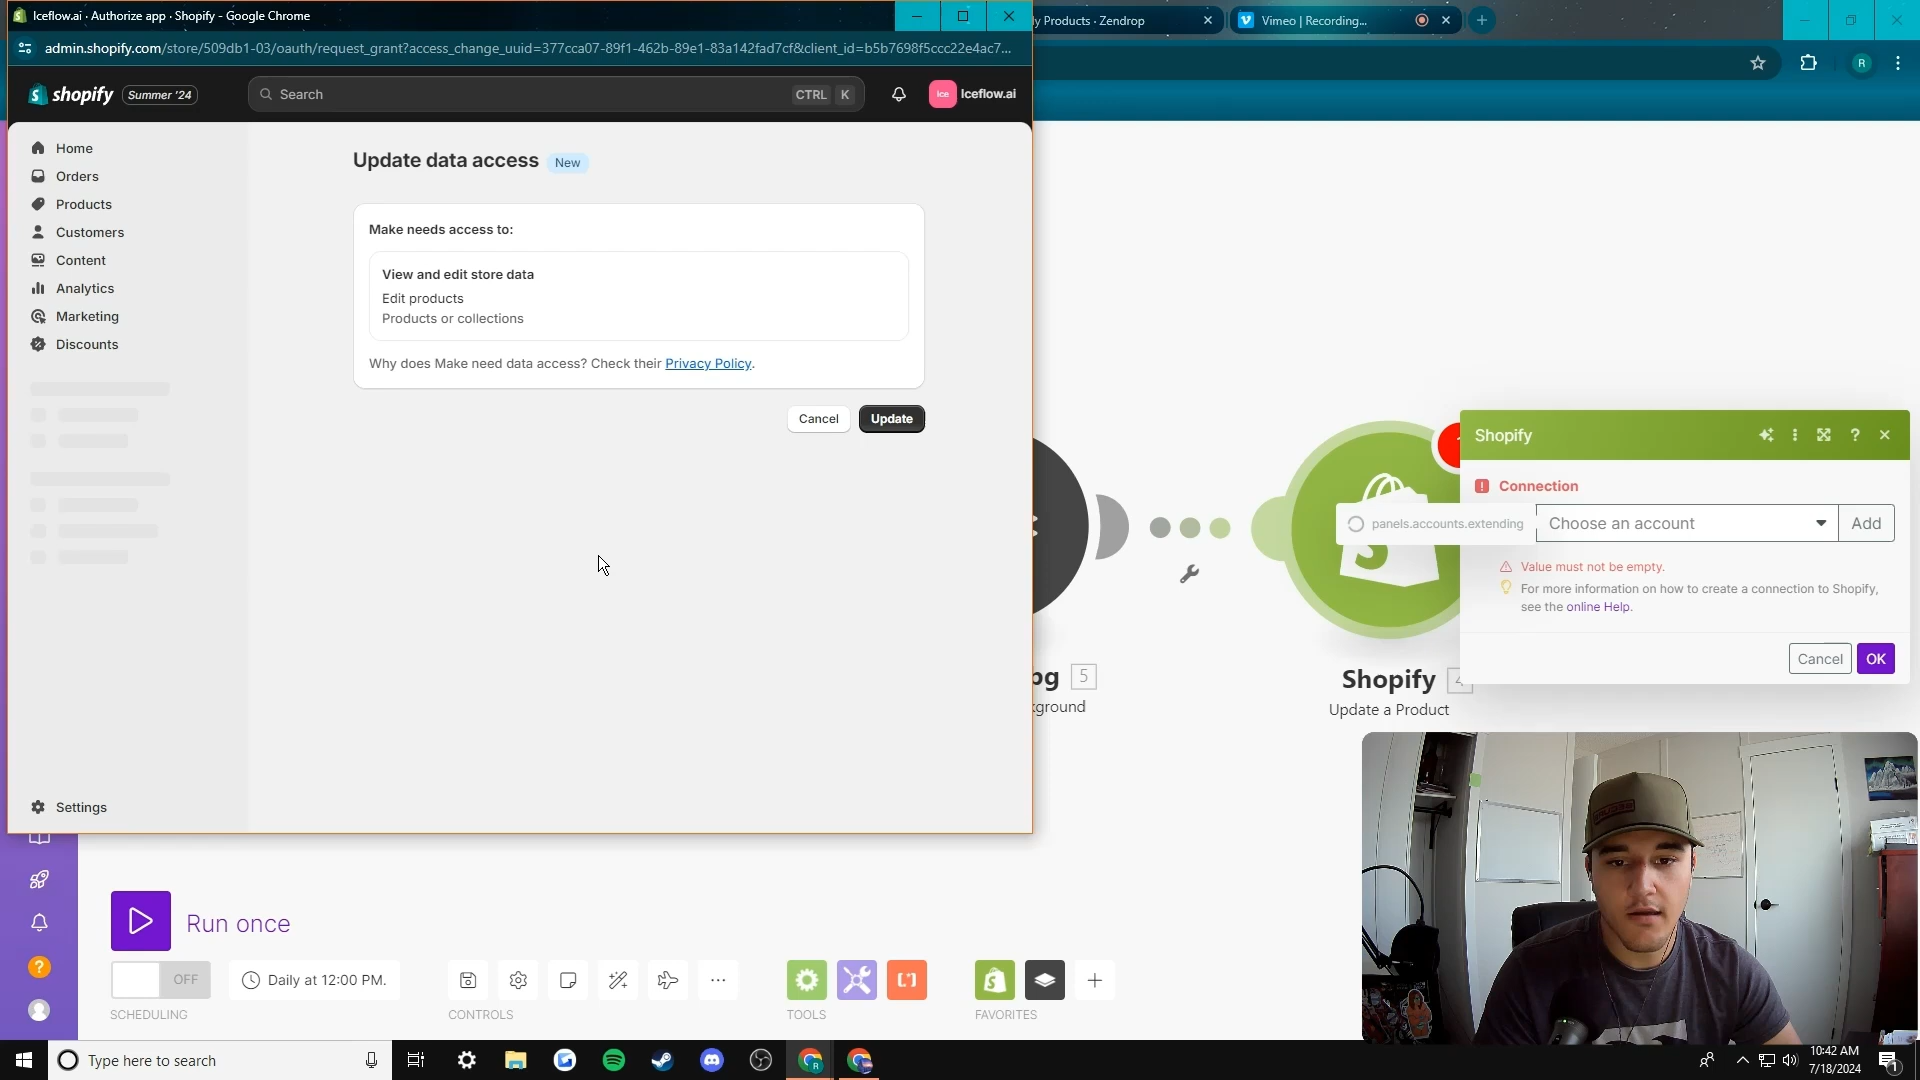 Iceflow.ai · Authorize app · Shopify - Google Chrome
ly Products · Zendrop
Vimeo | Recording...
admin.shopify.com/store/509db1-03/oauth/request_grant?access_change_uuid=377cca07-89f1-462b-89e1-83a142fad7cf&client_id=b5b7698f5ccc22e4ac7...
R
shopify
Summer '24
Search
CTRL K
Ice
Iceflow.ai
Home
Orders
Products
Customers
Content
Analytics
Marketing
Discounts
Settings
Update data access
New
Make needs access to:
View and edit store data
Edit products
Products or collections
Why does Make need data access? Check their Privacy Policy.
Cancel
Update
Shopify
Connection
panels.accounts.extending
Choose an account
Add
Value must not be empty.
For more information on how to create a connection to Shopify,
see the online Help.
Cancel
OK
bg 5
kground
Shopify
Update a Product
Run once
OFF
Daily at 12:00 PM.
SCHEDULING
CONTROLS
TOOLS
FAVORITES
Type here to search
10:42 AM
7/18/2024
1